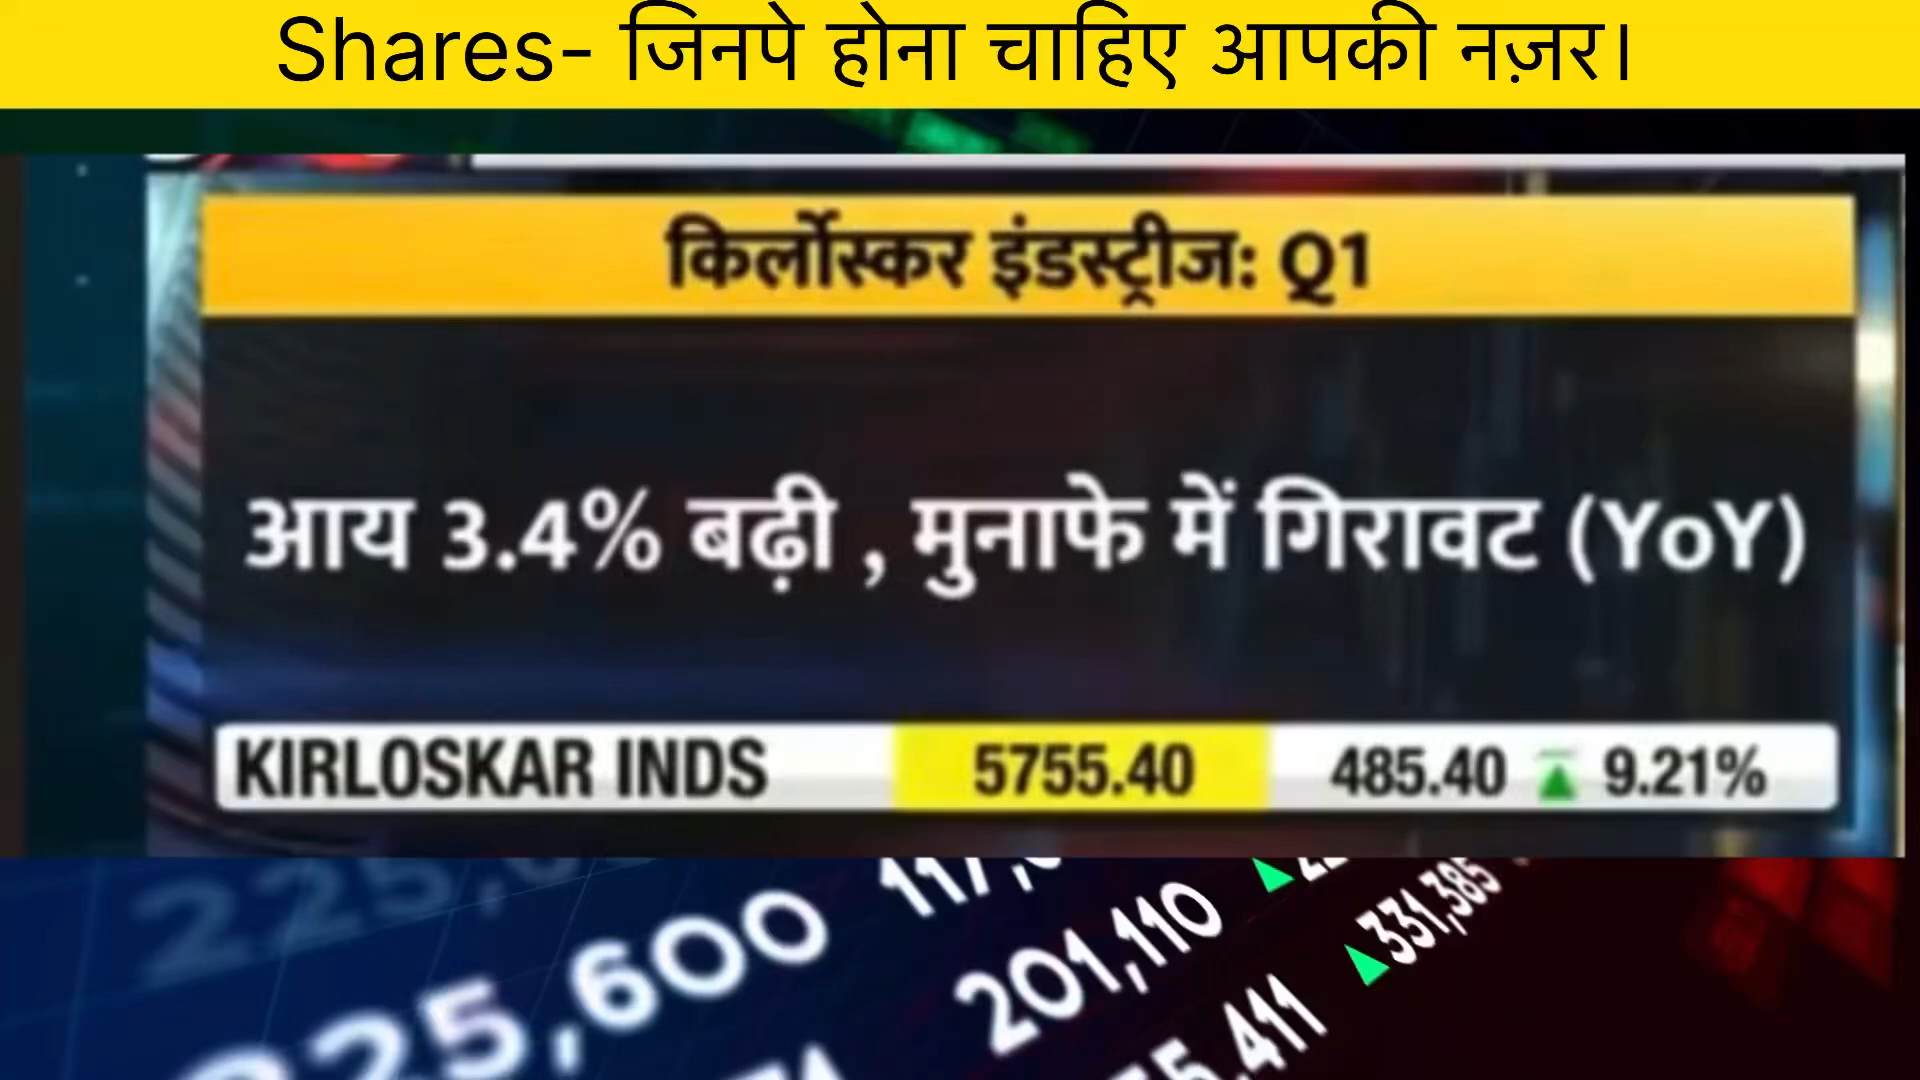 Shares- जिनपे होना चाहिए आपकी नज़र।
किर्लोस्कर इंडस्ट्रीज: Q1
आय 3.4% बढ़ी , मुनाफे में गिरावट (YoY)
KIRLOSKAR INDS 5755.40 485.40 ▲ 9.21%
225,600
201,110
▲331,385